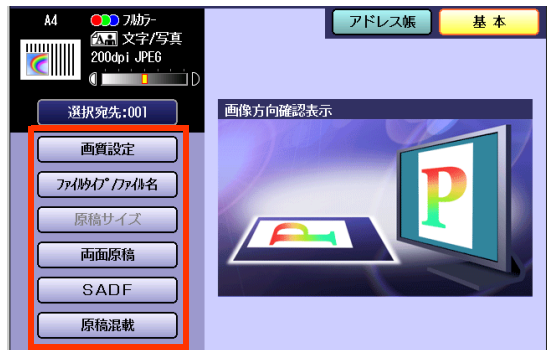 A4 フルカラー
文字/写真
200dpi JPEG
アドレス帳
基本
選択宛先:001
画質設定
ファイルタイプ/ファイル名
原稿サイズ
両面原稿
SADF
原稿混載
画像方向確認表示
P
P